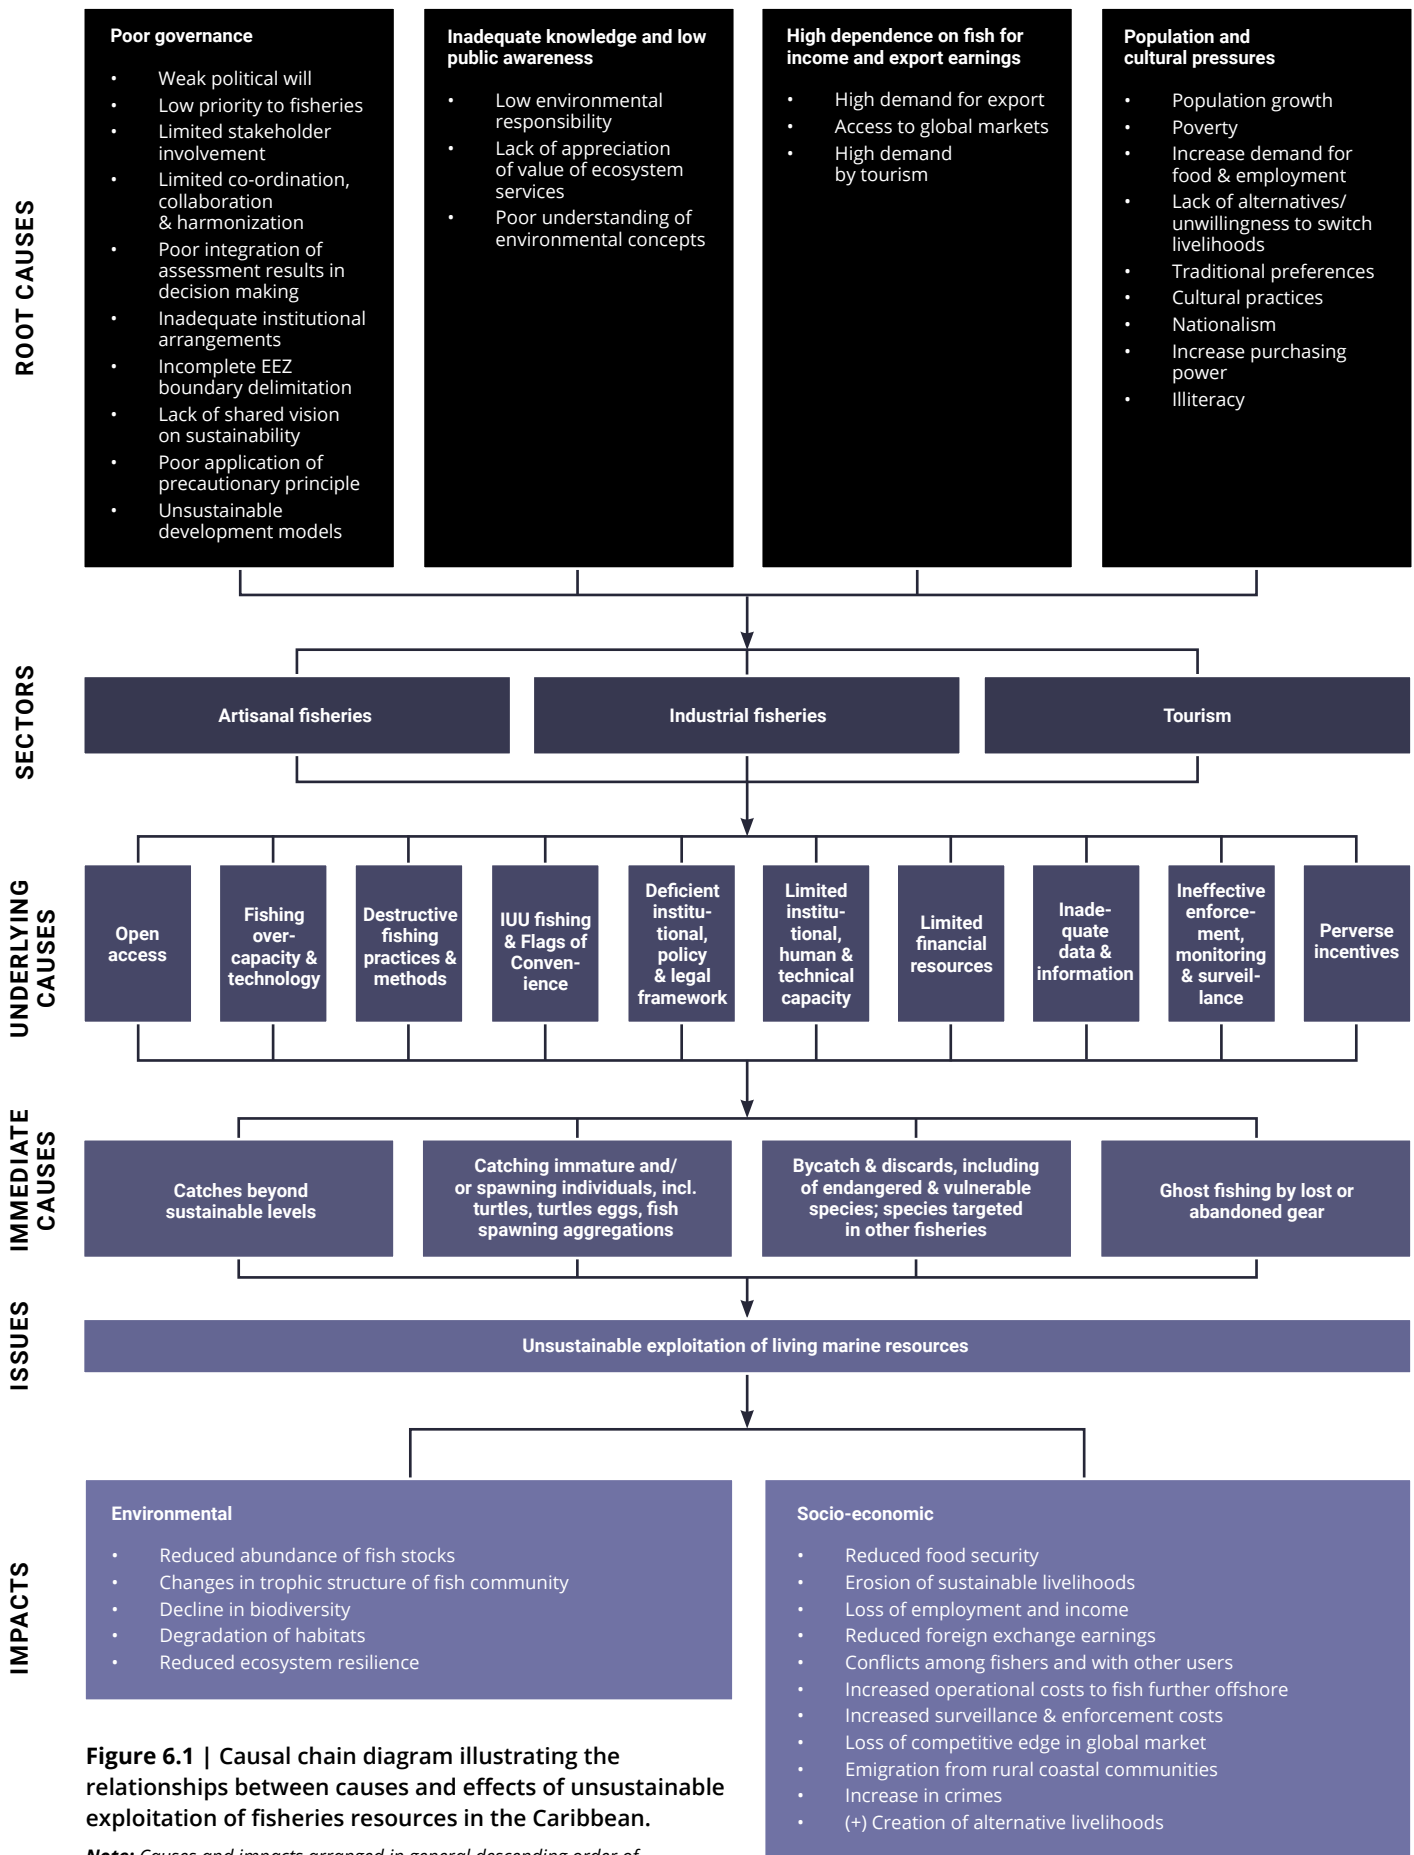 ROOT CAUSES
Poor governance
• Weak political will
• Low priority to fisheries
• Limited stakeholder
involvement
• Limited co-ordination,
collaboration
& harmonization
• Poor integration of
assessment results in
decision making
• Inadequate institutional
arrangements
• Incomplete EEZ
boundary delimitation
• Lack of shared vision
on sustainability
• Poor application of
precautionary principle
• Unsustainable
development models
Inadequate knowledge and low
public awareness
• Low environmental
responsibility
• Lack of appreciation
of value of ecosystem
services
• Poor understanding of
environmental concepts
High dependence on fish for
income and export earnings
• High demand for export
• Access to global markets
• High demand
by tourism
Population and
cultural pressures
• Population growth
• Poverty
• Increase demand for
food & employment
• Lack of alternatives/
unwillingness to switch
livelihoods
• Traditional preferences
• Cultural practices
• Nationalism
• Increase purchasing
power
• Illiteracy
SECTORS
Artisanal fisheries
Industrial fisheries
Tourism
UNDERLYING
CAUSES
Open
access
Fishing
over-
capacity &
technology
Destructive
fishing
practices &
methods
IUU fishing
& Flags of
Conven-
ience
Deficient
institu-
tional,
policy
& legal
framework
Limited
institu-
tional,
human &
technical
capacity
Limited
financial
resources
Inade-
quate
data &
information
Ineffective
enforce-
ment,
monitoring
& surveil-
lance
Perverse
incentives
IMMEDIATE
CAUSES
Catches beyond
sustainable levels
Catching immature and/
or spawning individuals, incl.
turtles, turtles eggs, fish
spawning aggregations
Bycatch & discards, including
of endangered & vulnerable
species; species targeted
in other fisheries
Ghost fishing by lost or
abandoned gear
ISSUES
Unsustainable exploitation of living marine resources
IMPACTS
Environmental
• Reduced abundance of fish stocks
• Changes in trophic structure of fish community
• Decline in biodiversity
• Degradation of habitats
• Reduced ecosystem resilience
Socio-economic
• Reduced food security
• Erosion of sustainable livelihoods
• Loss of employment and income
• Reduced foreign exchange earnings
• Conflicts among fishers and with other users
• Increased operational costs to fish further offshore
• Increased surveillance & enforcement costs
• Loss of competitive edge in global market
• Emigration from rural coastal communities
• Increase in crimes
• (+) Creation of alternative livelihoods
Figure 6.1 | Causal chain diagram illustrating the
relationships between causes and effects of unsustainable
exploitation of fisheries resources in the Caribbean.
Note: Causes and impacts arranged in general descending order of